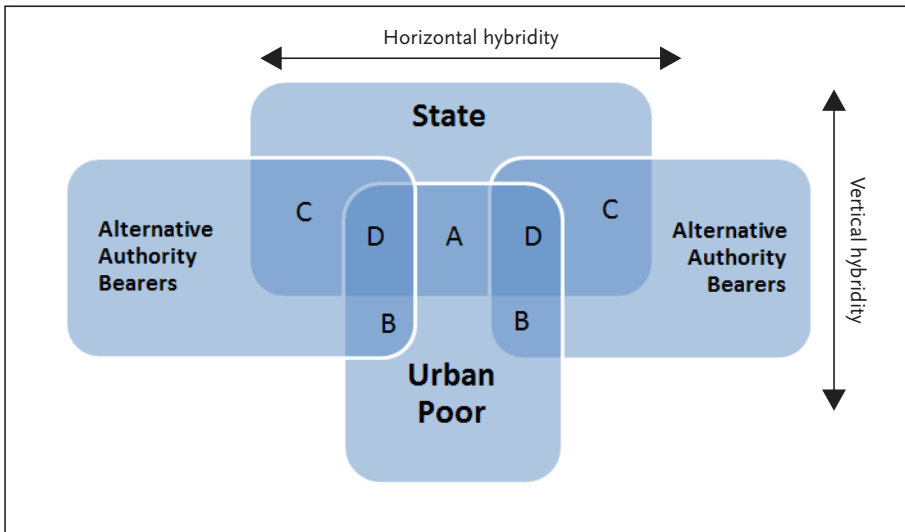 Horizontal hybridity
State
Vertical hybridity
C
D
A
D
C
Alternative
Authority
Bearers
Alternative
Authority
Bearers
B
B
Urban
Poor